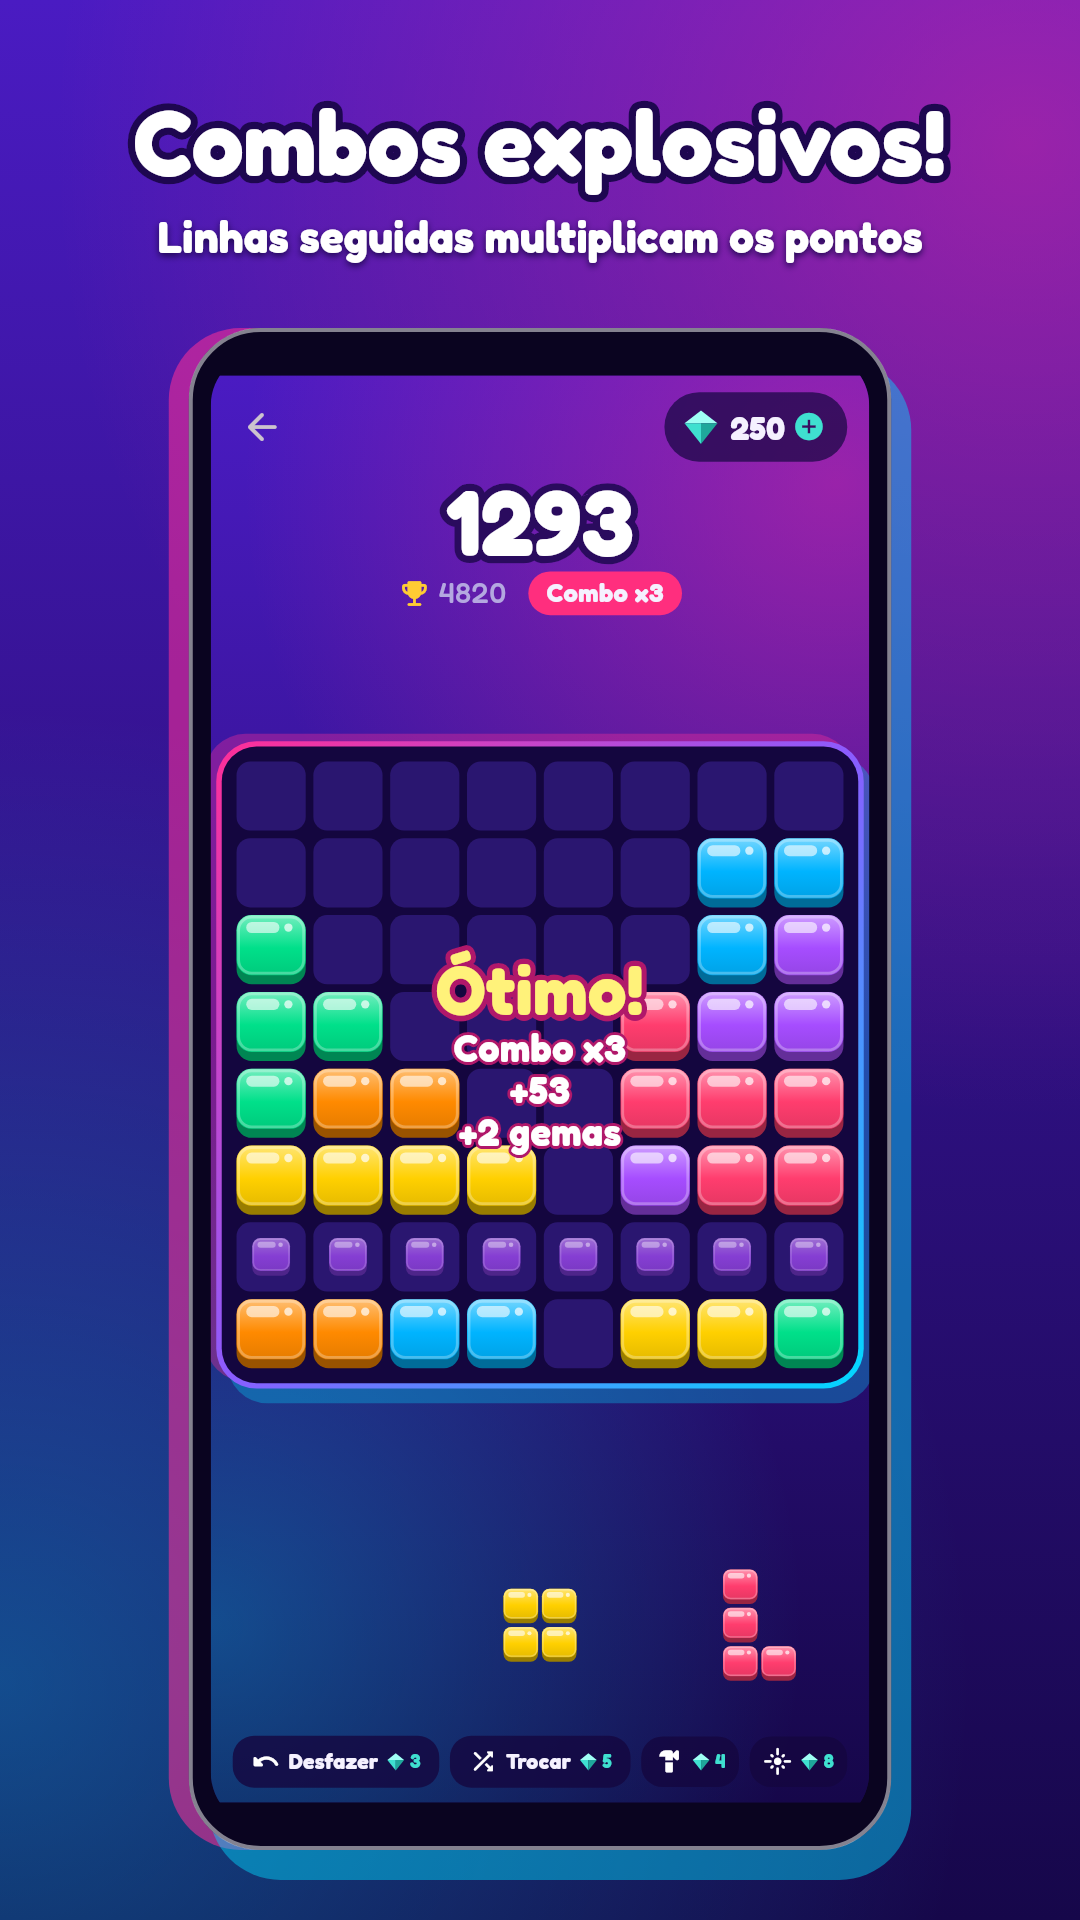 Combos explosivos!
Linhas seguidas multiplicam os pontos
250
1293
4820 Combo x3
Ótimo!
Combo x3
+53
+2 gemas
Desfazer 3 Trocar 5 4 8